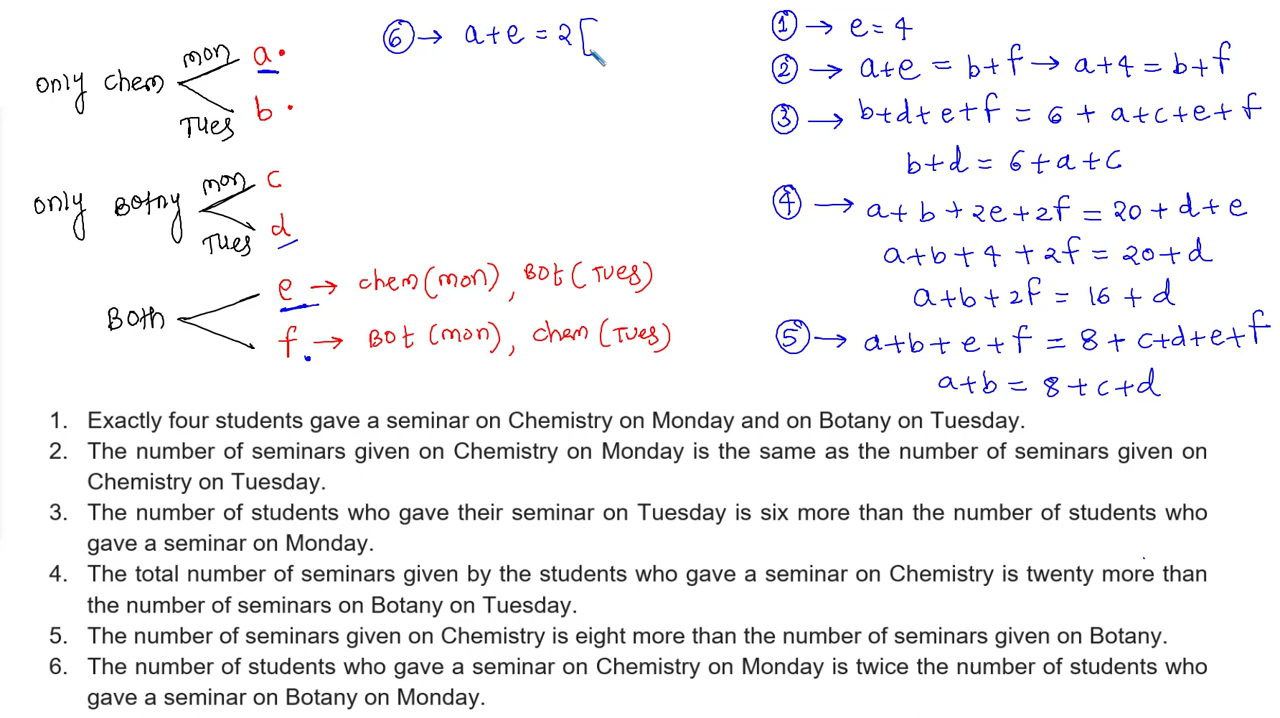 ⑥ → a+e = 2[
only chem
mon a.
Tues b.
only Botny
mon c
Tues d
Both
e → chem(mon), Bot(Tues)
f. → Bot(mon), chem(Tues)
① → e=4
② → a+e = b+f → a+4 = b+f
③ → b+d+e+f = 6 + a+c+e+f
b+d = 6+a+c
④ → a+b+2e+2f = 20+d+e
a+b+4+2f = 20+d
a+b+2f = 16+d
⑤ → a+b+e+f = 8+c+d+e+f
a+b = 8+c+d
1. Exactly four students gave a seminar on Chemistry on Monday and on Botany on Tuesday.
2. The number of seminars given on Chemistry on Monday is the same as the number of seminars given on
Chemistry on Tuesday.
3. The number of students who gave their seminar on Tuesday is six more than the number of students who
gave a seminar on Monday.
4. The total number of seminars given by the students who gave a seminar on Chemistry is twenty more than
the number of seminars on Botany on Tuesday.
5. The number of seminars given on Chemistry is eight more than the number of seminars given on Botany.
6. The number of students who gave a seminar on Chemistry on Monday is twice the number of students who
gave a seminar on Botany on Monday.